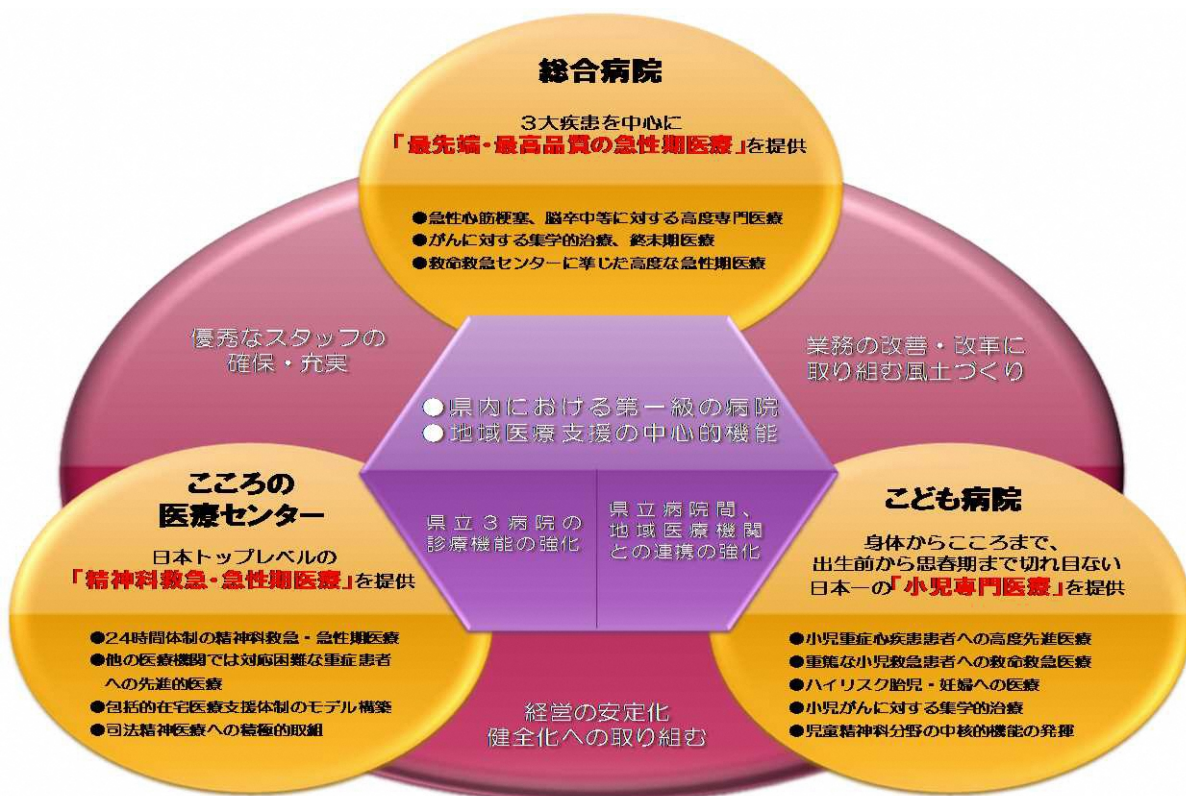 総合病院
3大疾患を中心に
「最先端・最高品質の急性期医療」を提供
●急性心筋梗塞、脳卒中等に対する高度専門医療
●がんに対する集学的治療、終末期医療
●救命救急センターに準じた高度な急性期医療
優秀なスタッフの
確保・充実
業務の改善・改革に
取り組む風土づくり
●県内における第一級の病院
●地域医療支援の中心的機能
県立３病院の
診療機能の強化
県立病院間、
地域医療機関
との連携の強化
こころの
医療センター
日本トップレベルの
「精神科救急・急性期医療」を提供
●24時間体制の精神科救急・急性期医療
●他の医療機関では対応困難な重症患者
への先進的医療
●包括的在宅医療支援体制のモデル構築
●司法精神医療への積極的取組
こども病院
身体からこころまで、
出生前から思春期まで切れ目ない
日本一の「小児専門医療」を提供
●小児重症心疾患患者への高度先進医療
●重篤な小児救急患者への救命救急医療
●ハイリスク胎児・妊婦への医療
●小児がんに対する集学的治療
●児童精神科分野の中核的機能の発揮
経営の安定化
健全化への取り組む